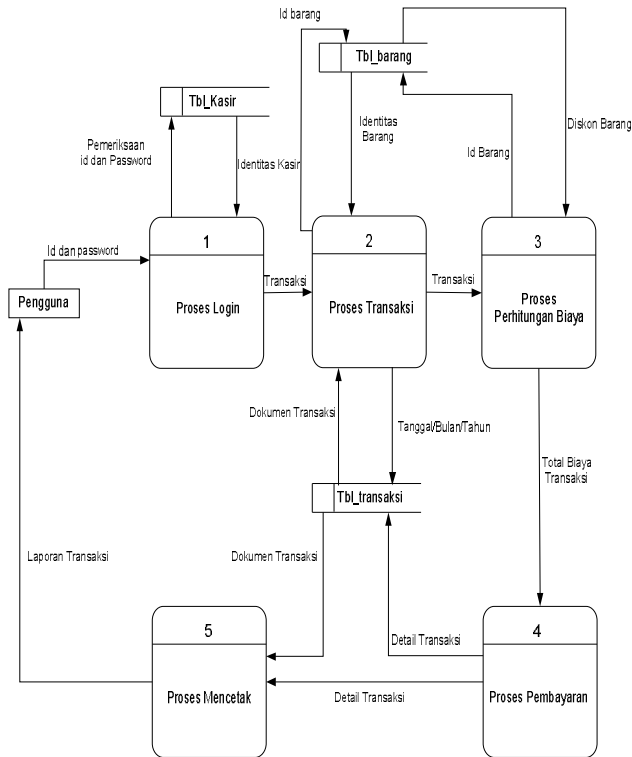 Id barang
Tbl_barang
Tbl_Kasir
Identitas
Barang
Diskon Barang
Pemeriksaan
id dan Password
Identitas Kasir
Id Barang
1
2
3
Id dan password
Transaksi
Transaksi
Pengguna
Proses Login
Proses Transaksi
Proses
Perhitungan Biaya
Dokumen Transaksi
Tanggal/Bulan/Tahun
Total Biaya
Transaksi
Tbl_transaksi
Laporan Transaksi
Dokumen Transaksi
5
4
Detail Transaksi
Proses Mencetak
Detail Transaksi
Proses Pembayaran